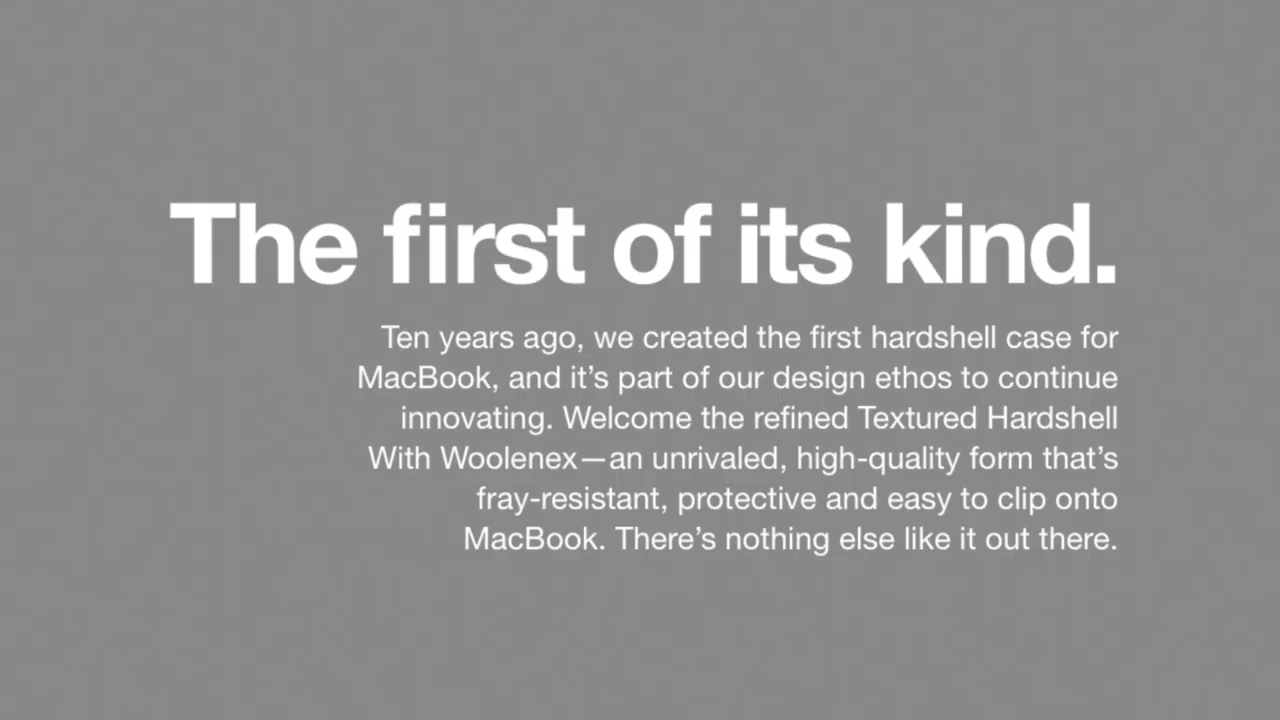 The first of its kind.
Ten years ago, we created the first hardshell case for
MacBook, and it’s part of our design ethos to continue
innovating. Welcome the refined Textured Hardshell
With Woolenex—an unrivaled, high-quality form that’s
fray-resistant, protective and easy to clip onto
MacBook. There’s nothing else like it out there.